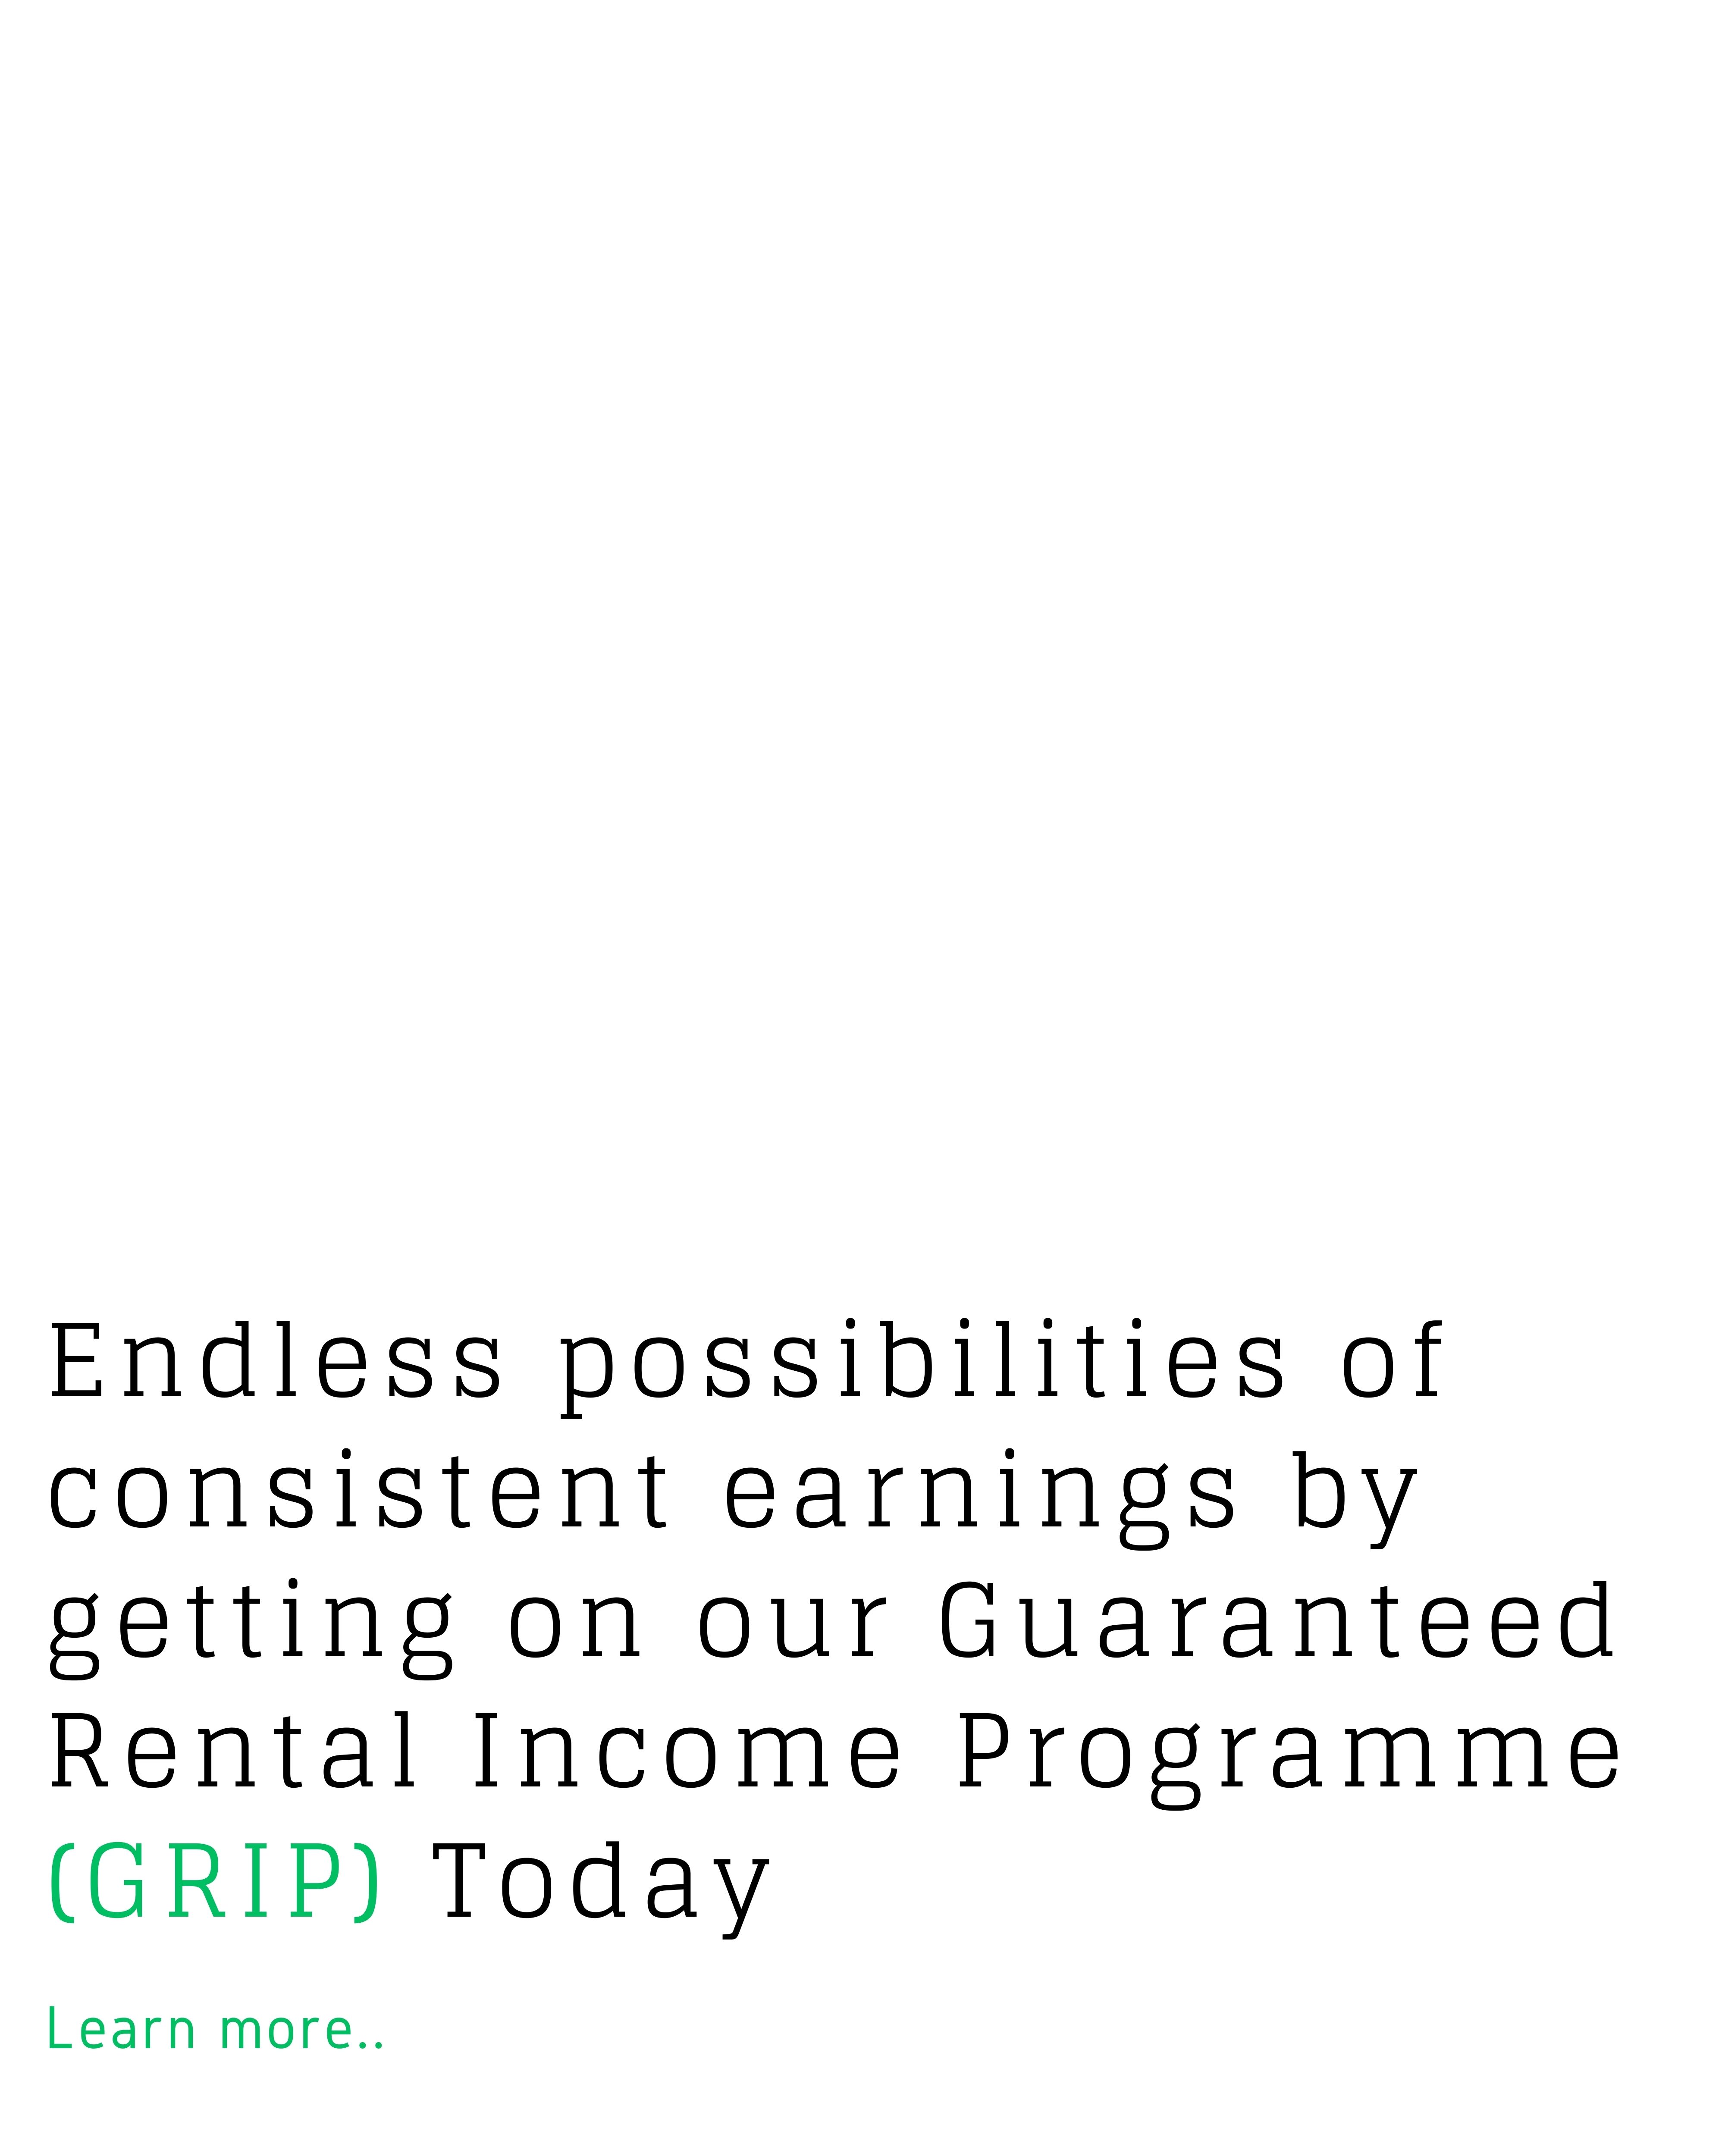 Endless possibilities of
consistent earnings by
getting on our Guaranteed
Rental Income Programme
(GRIP) Today
Learn more..